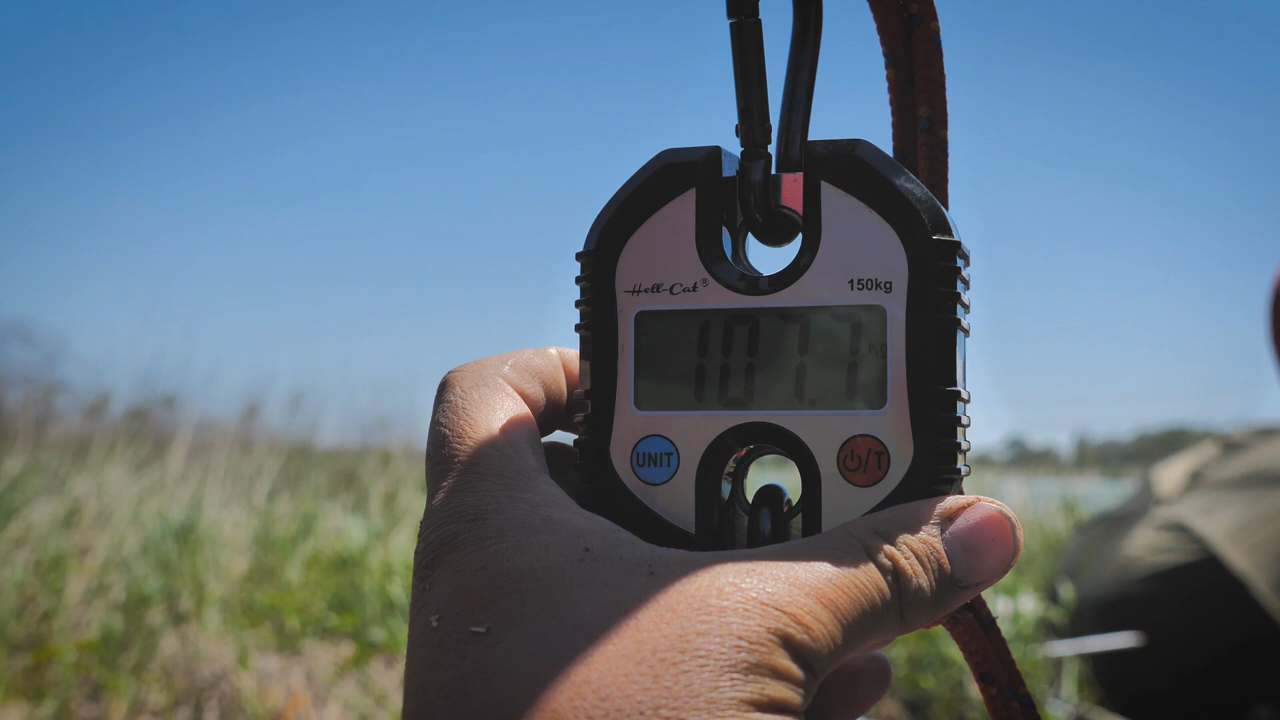 Hell-Cat®
150kg
107.1 Kg
UNIT
⏻/T